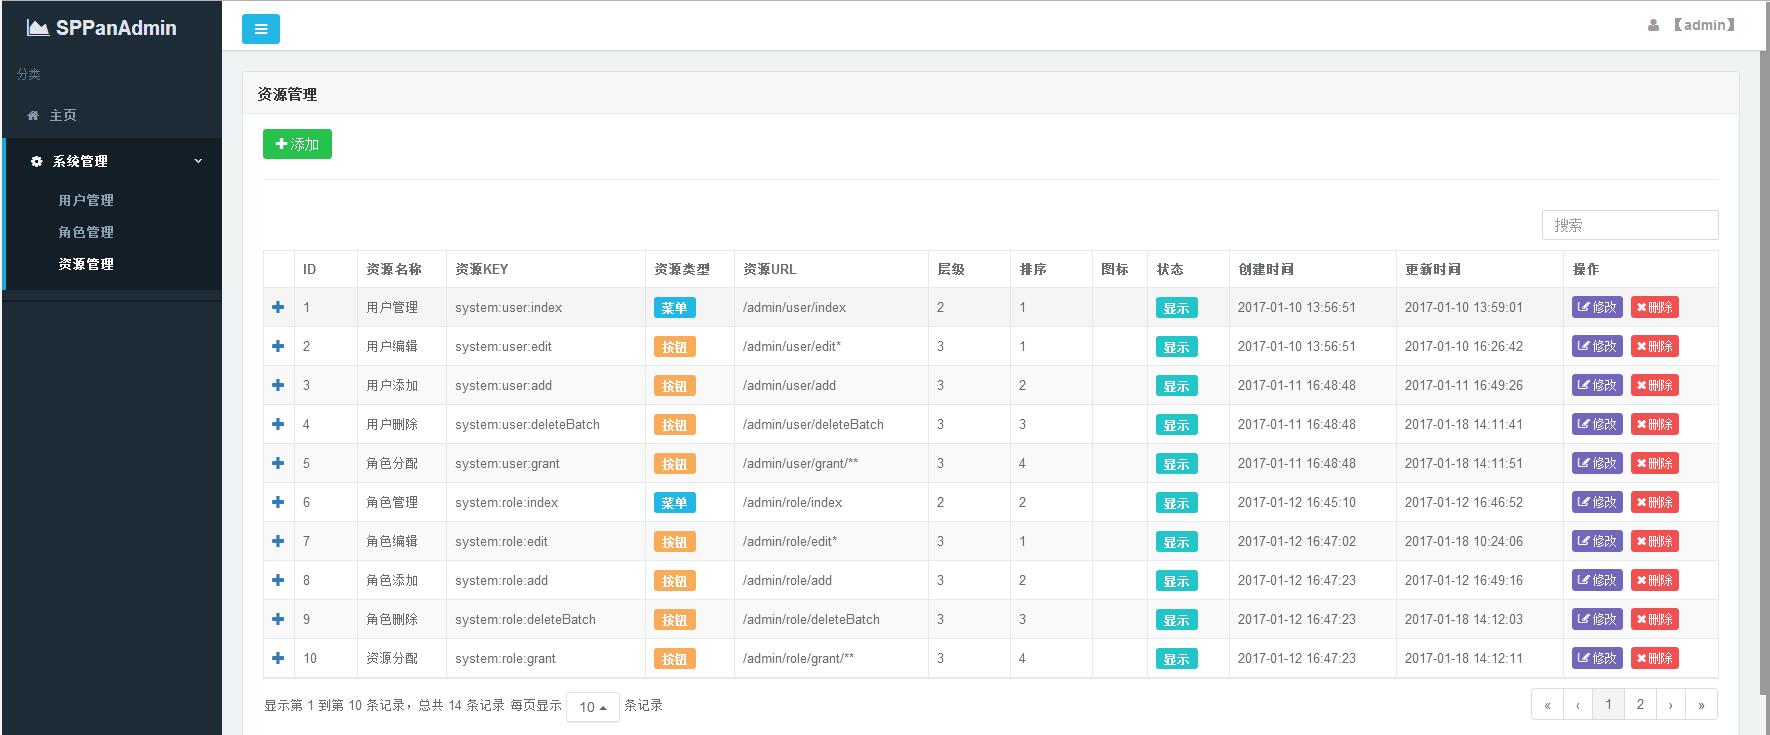 SPPanAdmin
【admin】
分类
主页
系统管理
用户管理
角色管理
资源管理
资源管理
添加
搜索
ID 资源名称 资源KEY 资源类型 资源URL 层级 排序 图标 状态 创建时间 更新时间 操作
1 用户管理 system:user:index 菜单 /admin/user/index 2 1 显示 2017-01-10 13:56:51 2017-01-10 13:59:01 修改 删除
2 用户编辑 system:user:edit 按钮 /admin/user/edit* 3 1 显示 2017-01-10 13:56:51 2017-01-10 16:26:42 修改 删除
3 用户添加 system:user:add 按钮 /admin/user/add 3 2 显示 2017-01-11 16:48:48 2017-01-11 16:49:26 修改 删除
4 用户删除 system:user:deleteBatch 按钮 /admin/user/deleteBatch 3 3 显示 2017-01-11 16:48:48 2017-01-18 14:11:41 修改 删除
5 角色分配 system:user:grant 按钮 /admin/user/grant/** 3 4 显示 2017-01-11 16:48:48 2017-01-18 14:11:51 修改 删除
6 角色管理 system:role:index 菜单 /admin/role/index 2 2 显示 2017-01-12 16:45:10 2017-01-12 16:46:52 修改 删除
7 角色编辑 system:role:edit 按钮 /admin/role/edit* 3 1 显示 2017-01-12 16:47:02 2017-01-18 10:24:06 修改 删除
8 角色添加 system:role:add 按钮 /admin/role/add 3 2 显示 2017-01-12 16:47:23 2017-01-12 16:49:16 修改 删除
9 角色删除 system:role:deleteBatch 按钮 /admin/role/deleteBatch 3 3 显示 2017-01-12 16:47:23 2017-01-18 14:12:03 修改 删除
10 资源分配 system:role:grant 按钮 /admin/role/grant/** 3 4 显示 2017-01-12 16:47:23 2017-01-18 14:12:11 修改 删除
显示第 1 到第 10 条记录，总共 14 条记录 每页显示 10 条记录 « ‹ 1 2 › »